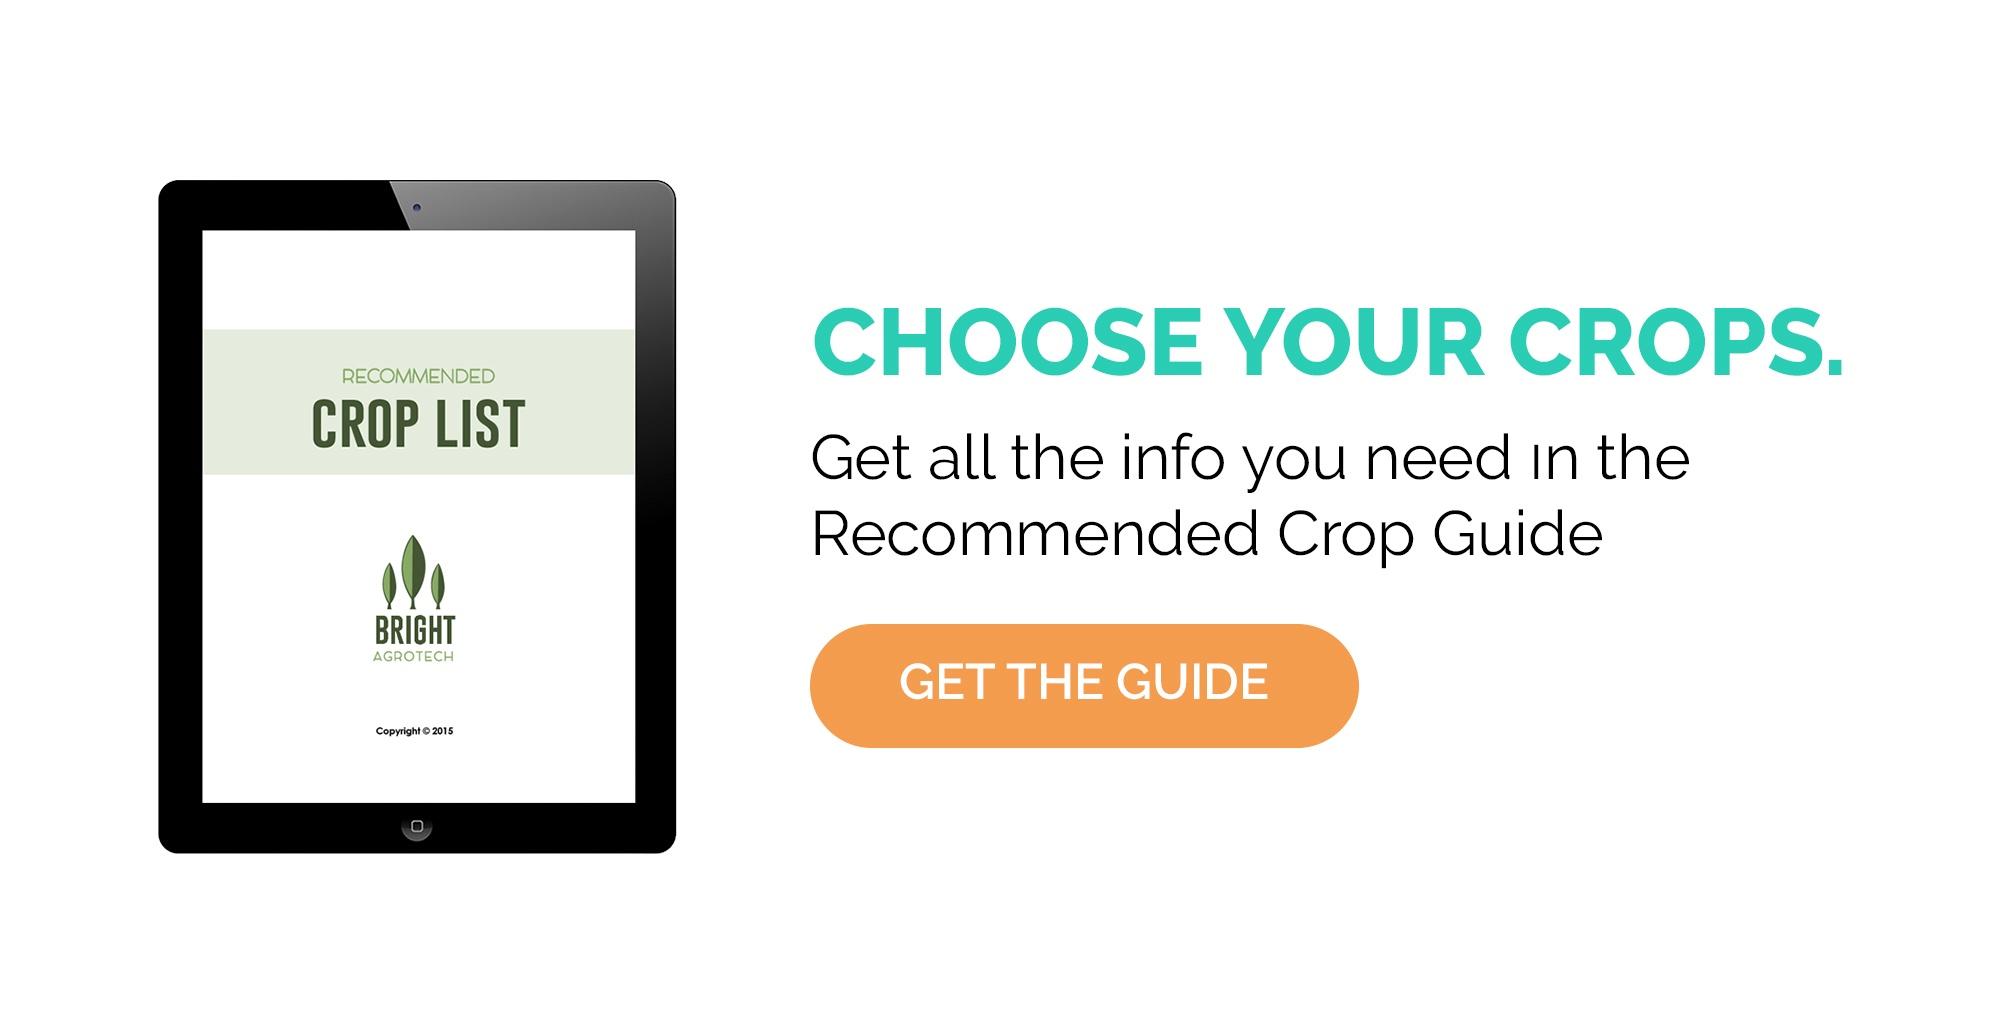 RECOMMENDED
CROP LIST
BRIGHT
AGROTECH
Copyright © 2015
CHOOSE YOUR CROPS.
Get all the info you need ın the
Recommended Crop Guide
GET THE GUIDE